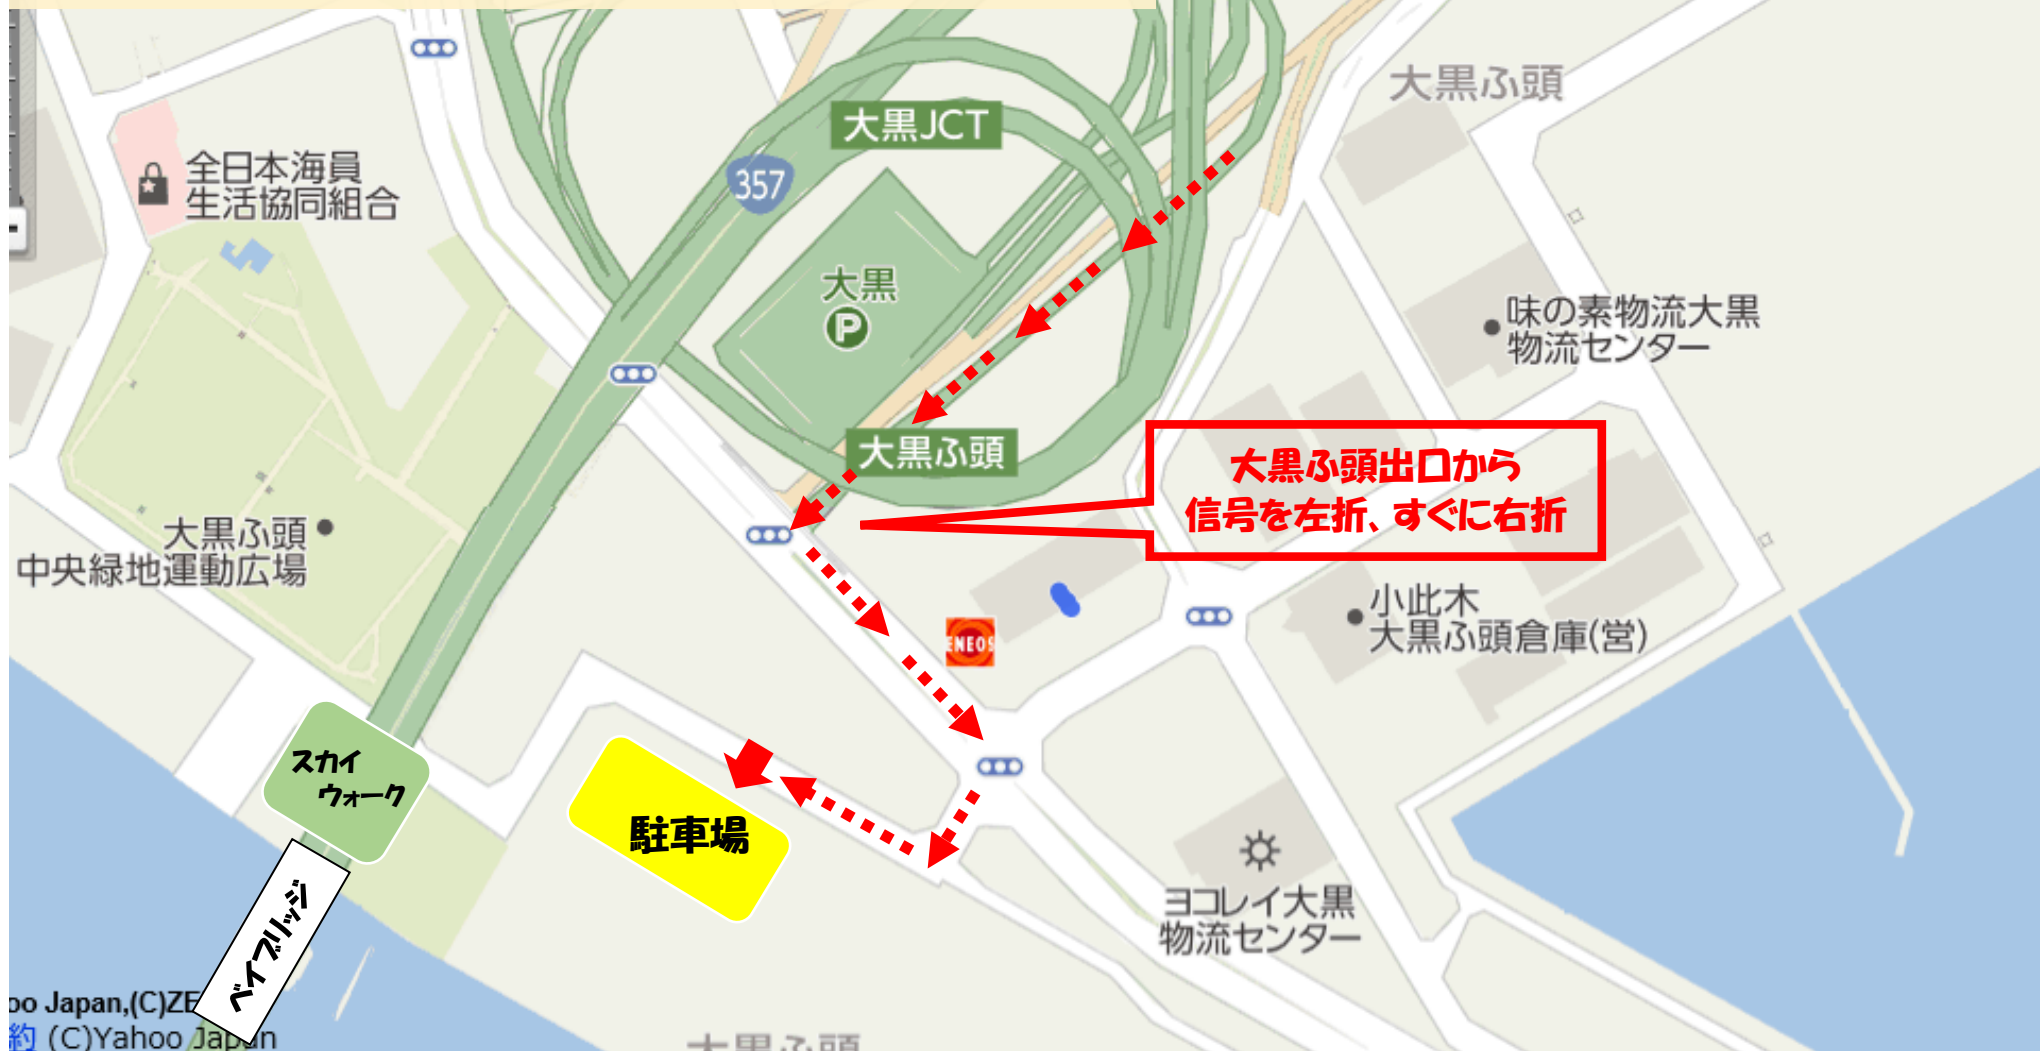 大黒ふ頭
大黒JCT
全日本海員
生活協同組合
357
大黒
P
味の素物流大黒
物流センター
大黒ふ頭
大黒ふ頭出口から
信号を左折、すぐに右折
大黒ふ頭
中央緑地運動広場
小此木
大黒ふ頭倉庫(営)
ENEOS
スカイ
ウォーク
駐車場
ヨコレイ大黒
物流センター
ベイブリッジ
oo Japan,(C)ZE
約 (C)Yahoo Japan
大黒ふ頭